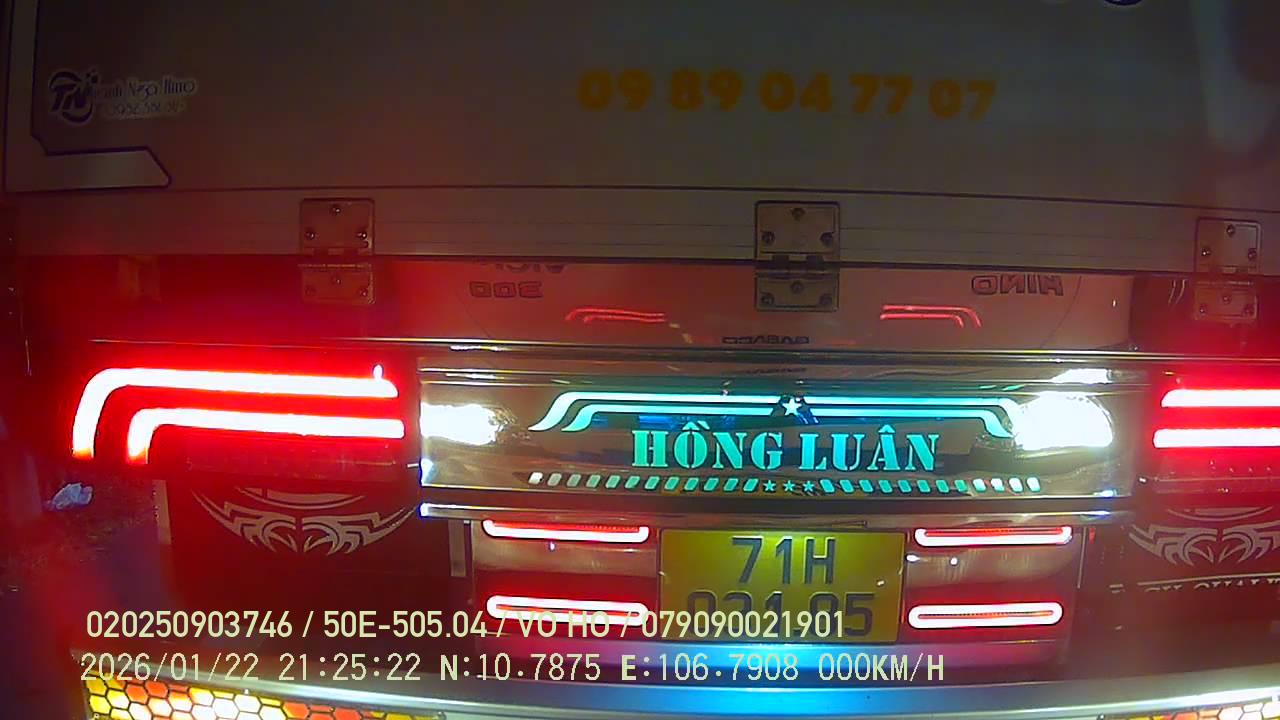 TN
09 89 04 77 07
300
HINO
HỒNG LUÂN
71H
020250903746 / 50E-505.04 / VO HO / 079090021901
2026/01/22 21:25:22 N:10.7875 E:106.7908 000KM/H